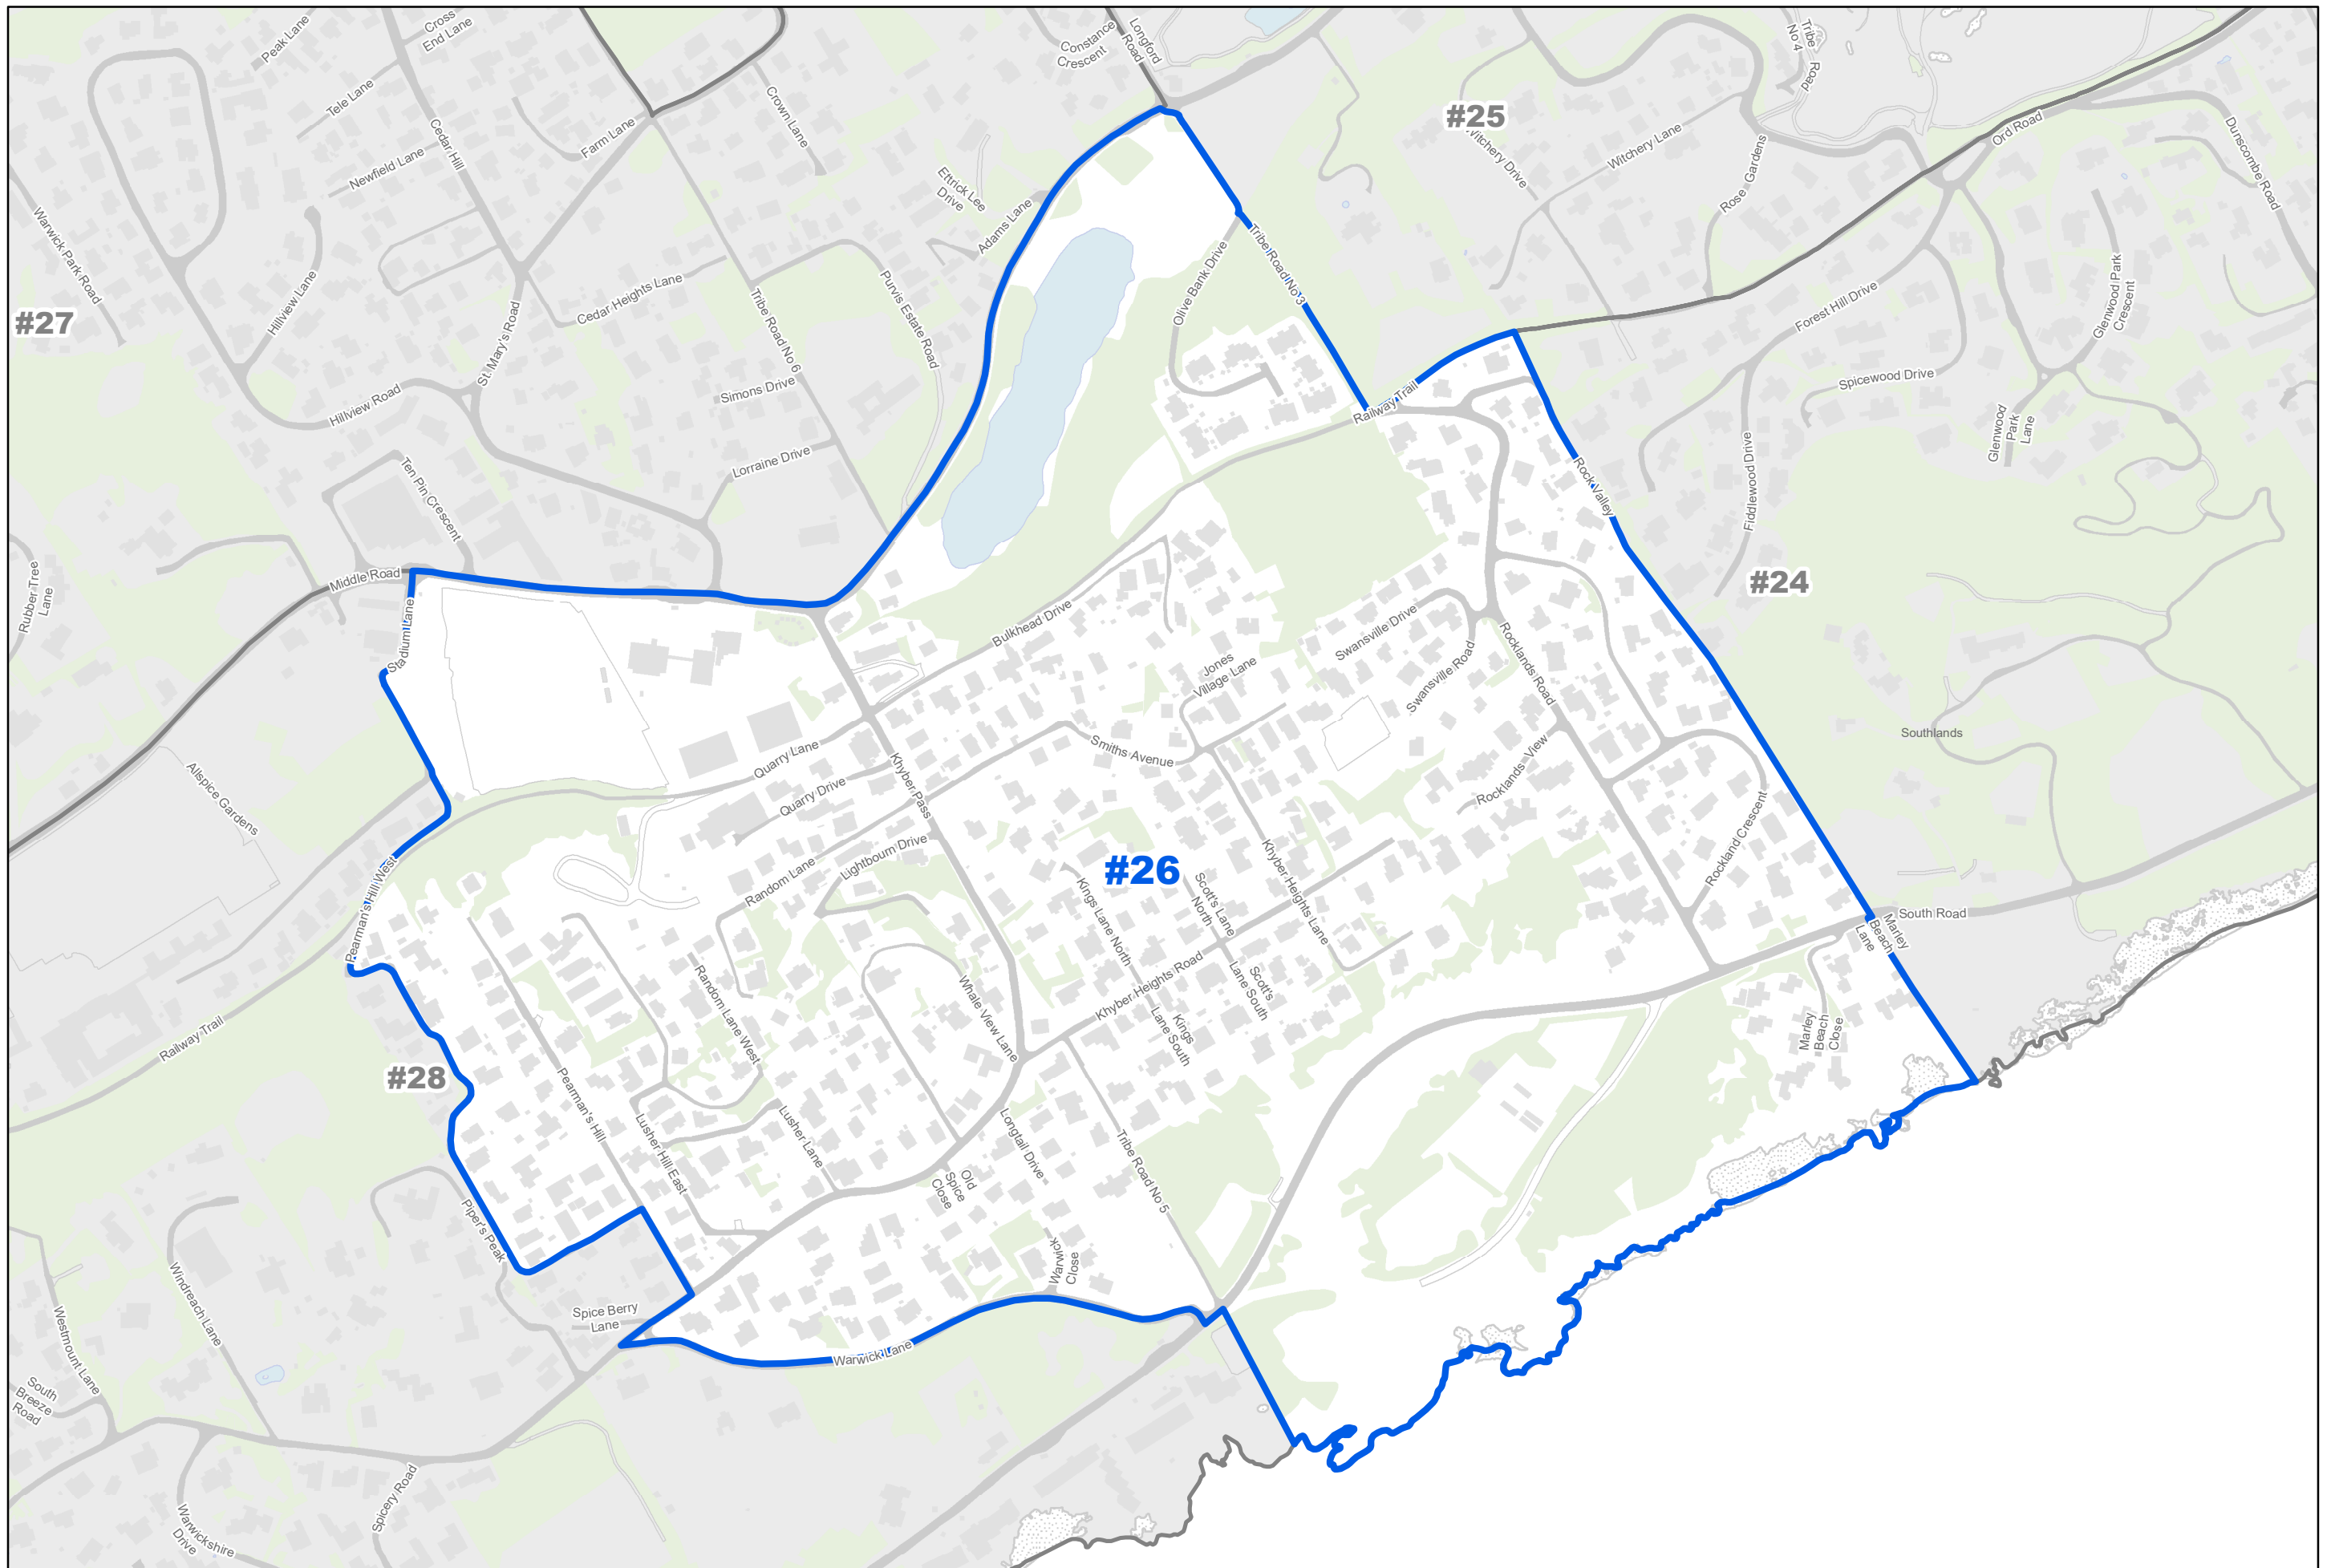 Peak Lane
Cross
End Lane
Tele Lane
Newfield Lane
Cedar Hill
Farm Lane
Crown Lane
Constance
Crescent
Longford
Road
Tribe
Road
No 4
#25
Witchery Drive
Witchery Lane
Rose Gardens
Ord Road
Dunscombe Road
Warwick Park Road
#27
Hillview Lane
Hillview Road
St. Mary's Road
Cedar Heights Lane
Tribe Road No 6
Eftrick Lee
Drive
Adams Lane
Purvis Estate Road
Simons Drive
Lorraine Drive
Olive Bank Drive
Tribe Road No 3
Railway Trail
Forest Hill Drive
Glenwood Park
Crescent
Spicewood Drive
Glenwood
Park
Lane
Fiddlewood Drive
Rock Valley
#24
Southlands
Ten Pin Crescent
Middle Road
Stadium Lane
Rubber Tree
Lane
Allspice Gardens
Bulkhead Drive
Jones
Village Lane
Swansville Drive
Swansville Road
Rocklands Road
Smiths Avenue
Rocklands View
Rockland Crescent
Quarry Lane
Quarry Drive
Khyber Pass
Lightbourn Drive
Random Lane
#26
Kings Lane North
Scott's Lane
North
Khyber Heights Lane
Khyber Heights Road
Scott's
Lane South
Kings
Lane South
South Road
Marley
Beach
Lane
Marley
Beach
Close
Pearman's Hill West
Railway Trail
#28
Random Lane West
Whale View Lane
Pearman's Hill
Lusher Hill East
Lusher Lane
Longtail Drive
Tribe Road No 5
Old
Spice
Close
Warwick
Close
Warwick Lane
Piper's Peak
Spice Berry
Lane
Windreach Lane
Westmount Lane
South
Breeze
Road
Spicery Road
Warwickshire
Drive